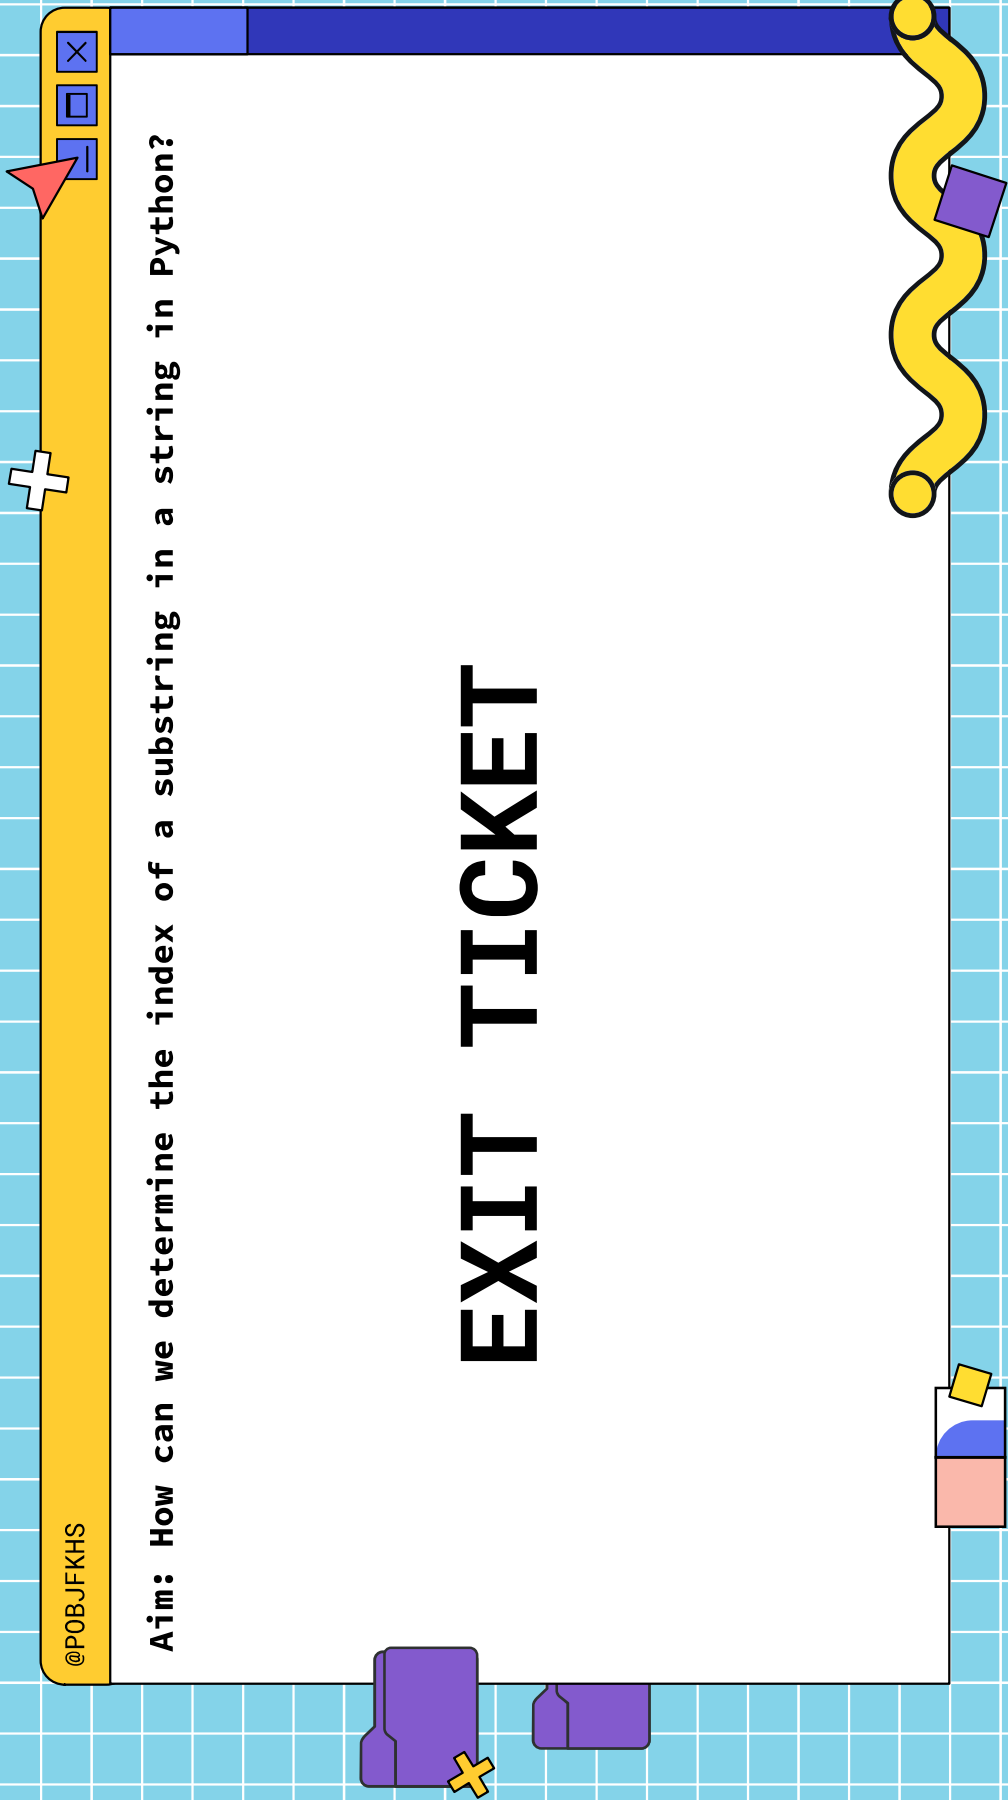 @POBJFKHS
Aim: How can we determine the index of a substring in a string in Python?
EXIT TICKET